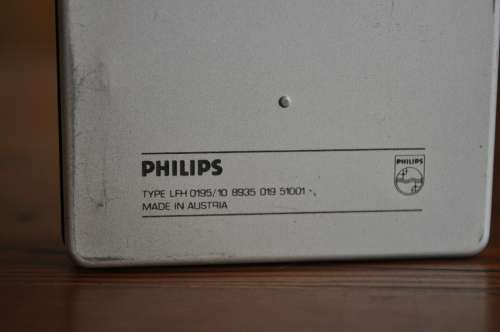 PHILIPS
PHILIPS
TYPE LFH 0195/10 8935 019 51001
MADE IN AUSTRIA